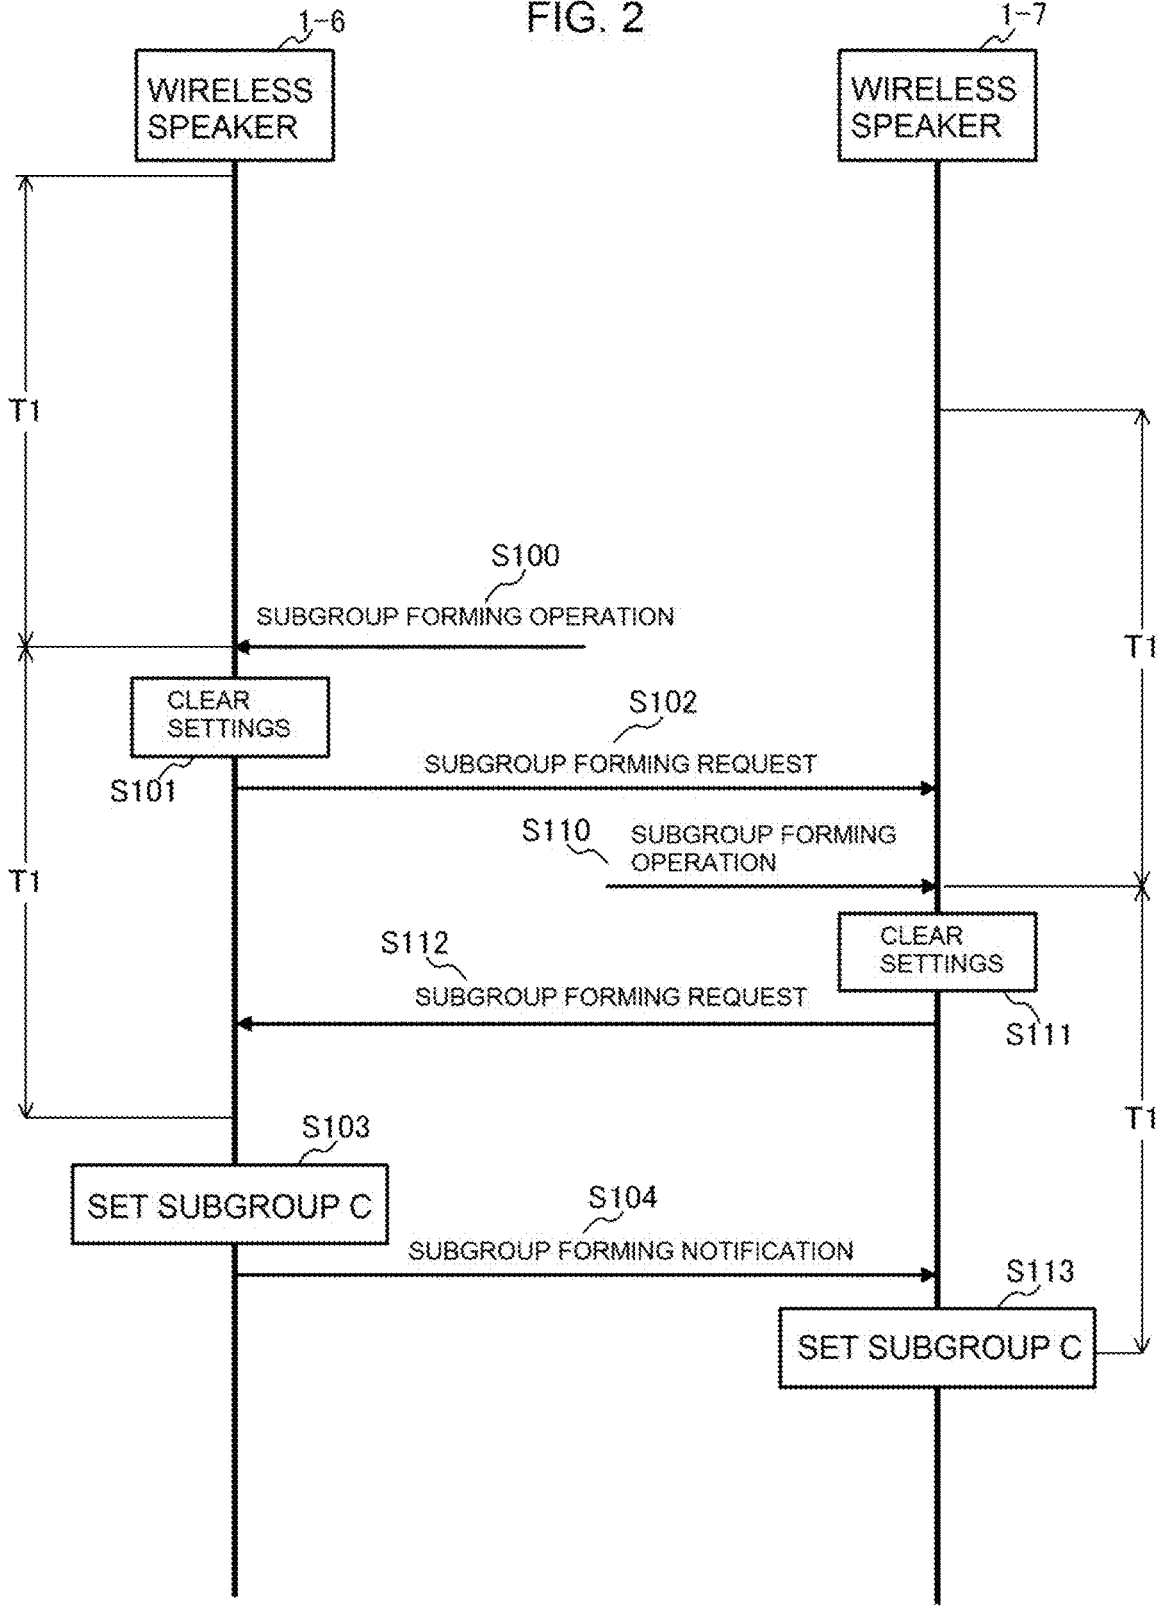 FIG. 2
1-6
1-7
WIRELESS
SPEAKER
WIRELESS
SPEAKER
T1
S100
SUBGROUP FORMING OPERATION
T1
CLEAR
SETTINGS
S101
S102
SUBGROUP FORMING REQUEST
S110
SUBGROUP FORMING
OPERATION
T1
CLEAR
SETTINGS
S111
S112
SUBGROUP FORMING REQUEST
T1
S103
SET SUBGROUP C
S104
SUBGROUP FORMING NOTIFICATION
S113
SET SUBGROUP C